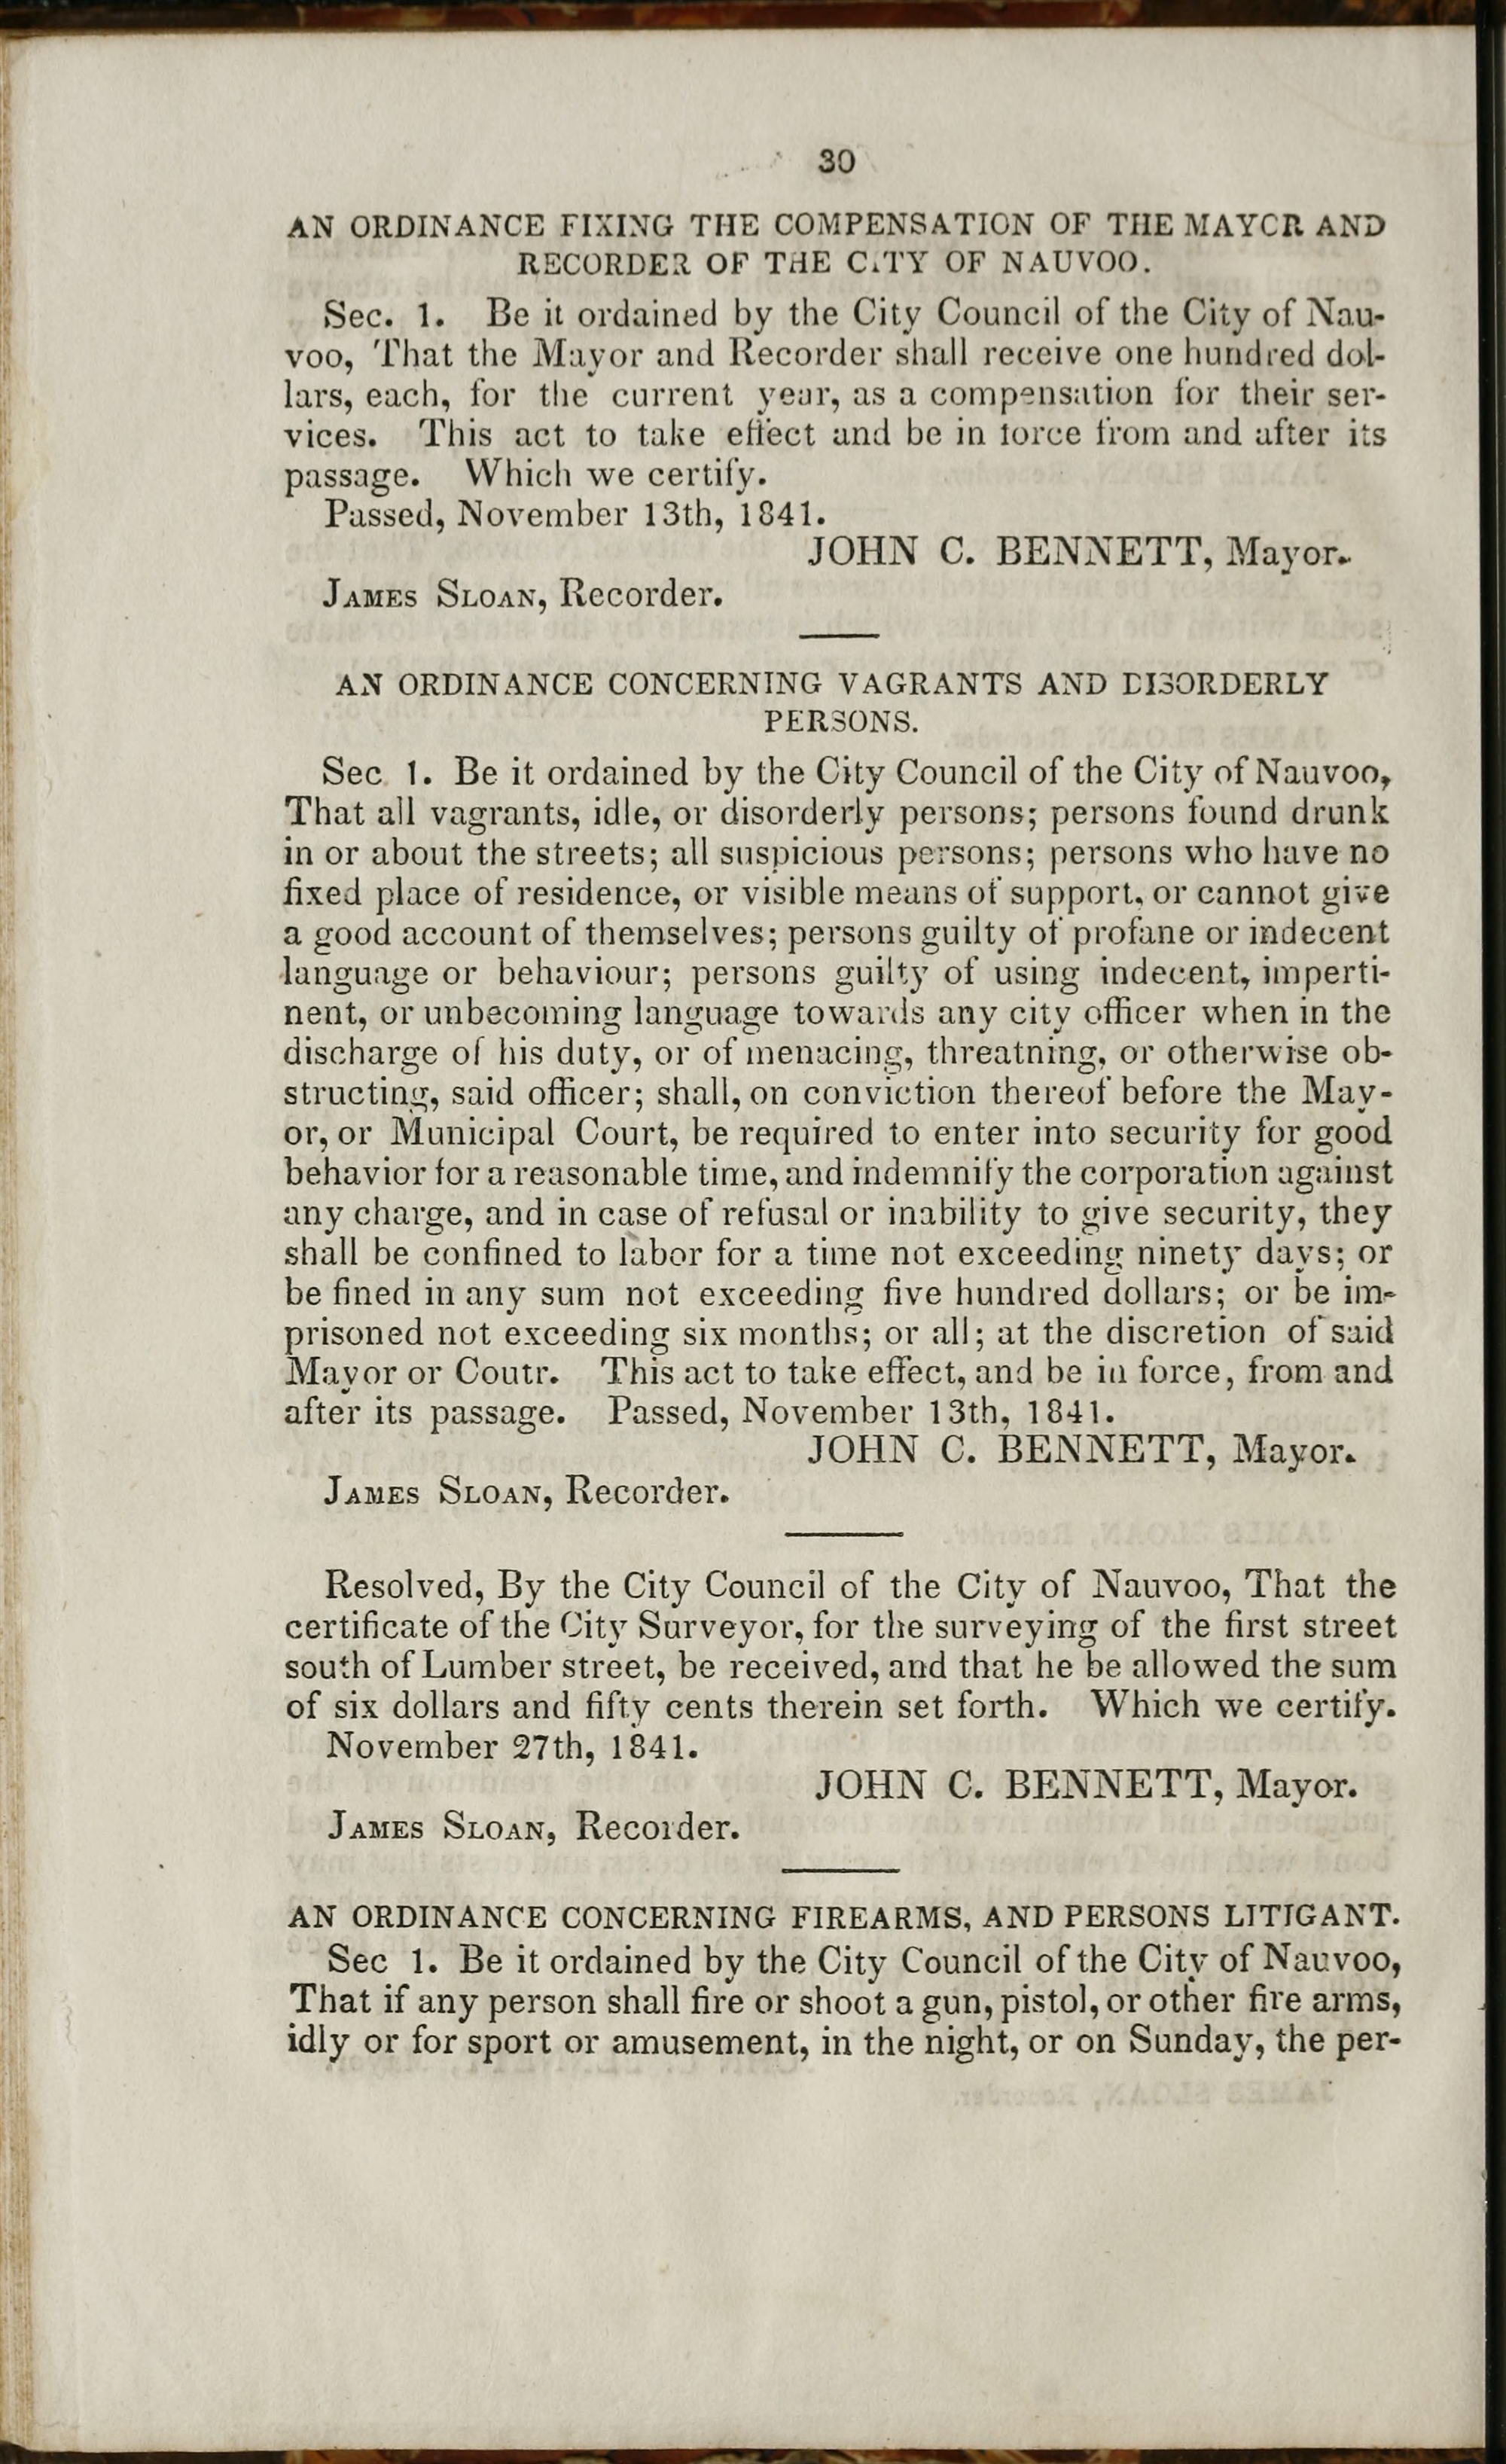 30
AN ORDINANCE FIXING THE COMPENSATION OF THE MAYOR AND
RECORDER OF THE CITY OF NAUVOO.
Sec. 1. Be it ordained by the City Council of the City of Nau-
voo, That the Mayor and Recorder shall receive one hundred dol-
lars, each, for the current year, as a compensation for their ser-
vices. This act to take effect and be in force from and after its
passage. Which we certify.
Passed, November 13th, 1841.
JOHN C. BENNETT, Mayor.
JAMES SLOAN, Recorder.
AN ORDINANCE CONCERNING VAGRANTS AND DISORDERLY
PERSONS.
Sec. 1. Be it ordained by the City Council of the City of Nauvoo,
That all vagrants, idle, or disorderly persons; persons found drunk
in or about the streets; all suspicious persons; persons who have no
fixed place of residence, or visible means of support, or cannot give
a good account of themselves; persons guilty of profane or indecent
language or behaviour; persons guilty of using indecent, imperti-
nent, or unbecoming language towards any city officer when in the
discharge of his duty, or of menacing, threatning, or otherwise ob-
structing, said officer; shall, on conviction thereof before the May-
or, or Municipal Court, be required to enter into security for good
behavior for a reasonable time, and indemnify the corporation against
any charge, and in case of refusal or inability to give security, they
shall be confined to labor for a time not exceeding ninety days; or
be fined in any sum not exceeding five hundred dollars; or be im-
prisoned not exceeding six months; or all; at the discretion of said
Mayor or Coutr. This act to take effect, and be in force, from and
after its passage. Passed, November 13th, 1841.
JOHN C. BENNETT, Mayor.
JAMES SLOAN, Recorder.
Resolved, By the City Council of the City of Nauvoo, That the
certificate of the City Surveyor, for the surveying of the first street
south of Lumber street, be received, and that he be allowed the sum
of six dollars and fifty cents therein set forth. Which we certify.
November 27th, 1841.
JOHN C. BENNETT, Mayor.
JAMES SLOAN, Recorder.
AN ORDINANCE CONCERNING FIREARMS, AND PERSONS LITIGANT.
Sec 1. Be it ordained by the City Council of the City of Nauvoo,
That if any person shall fire or shoot a gun, pistol, or other fire arms,
idly or for sport or amusement, in the night, or on Sunday, the per-